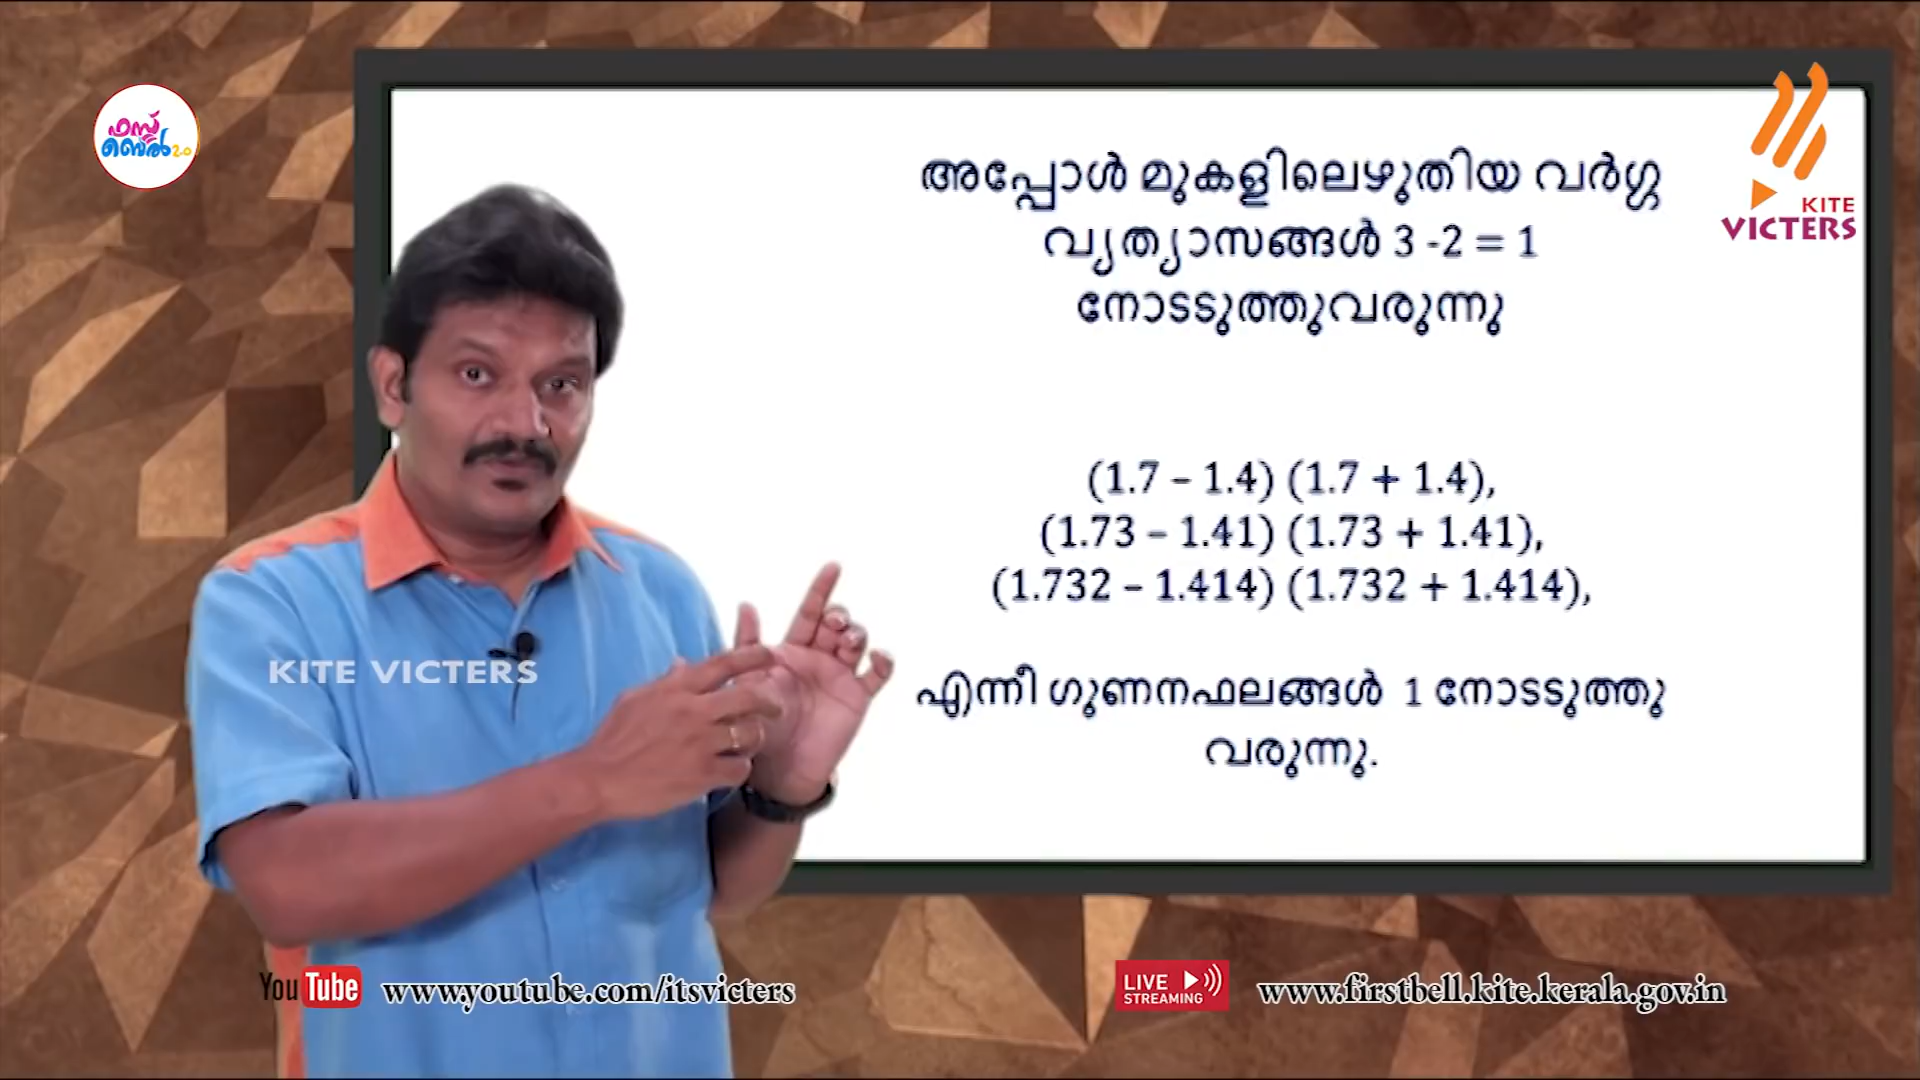 ഫസ്റ്റ്
ബെൽ 2.0
KITE
VICTERS
അപ്പോൾ മുകളിലെഴുതിയ വർഗ്ഗ
വ്യത്യാസങ്ങൾ 3 -2 = 1
നോടടുത്തുവരുന്നു
(1.7 – 1.4) (1.7 + 1.4),
(1.73 – 1.41) (1.73 + 1.41),
(1.732 – 1.414) (1.732 + 1.414),
എന്നീ ഗുണനഫലങ്ങൾ 1 നോടടുത്തു
വരുന്നു.
KITE VICTERS
YouTube www.youtube.com/itsvicters
LIVE STREAMING www.firstbell.kite.kerala.gov.in